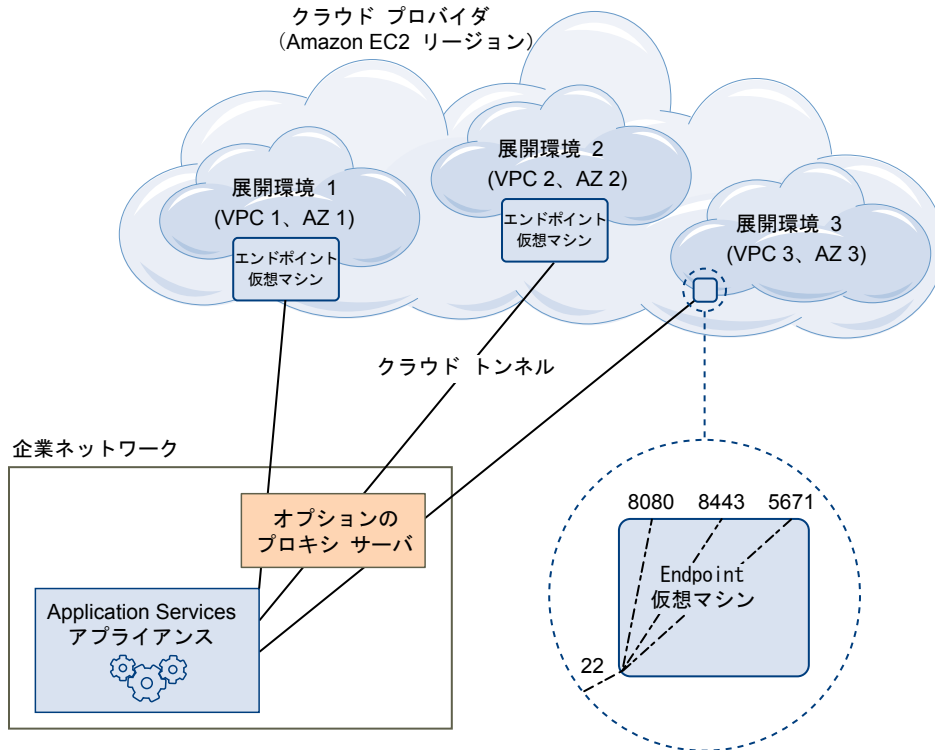 クラウド プロバイダ
（Amazon EC2 リージョン）
展開環境 1
(VPC 1、AZ 1)
エンドポイント
仮想マシン
展開環境 2
(VPC 2、AZ 2)
エンドポイント
仮想マシン
展開環境 3
(VPC 3、AZ 3)
クラウド トンネル
企業ネットワーク
オプションの
プロキシ サーバ
Application Services
アプライアンス
8080 8443 5671
Endpoint
仮想マシン
22